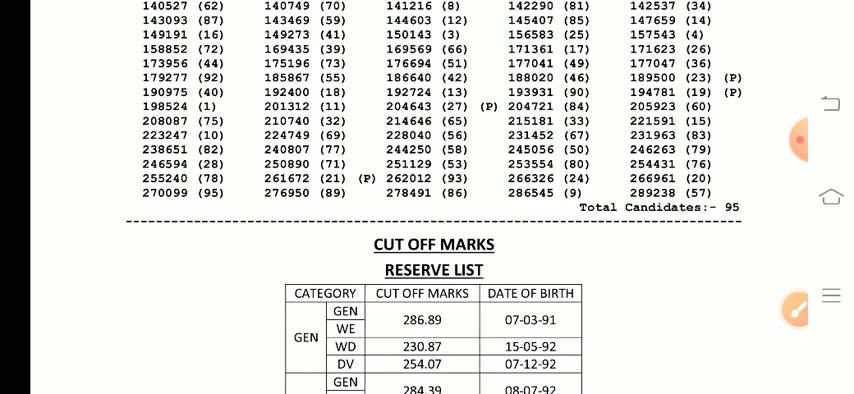 140527 (62) 140749 (70) 141216 (8) 142290 (81) 142537 (34)
143093 (87) 143469 (59) 144603 (12) 145407 (85) 147659 (14)
149191 (16) 149273 (41) 150143 (3) 156583 (25) 157543 (4)
158852 (72) 169435 (39) 169569 (66) 171361 (17) 171623 (26)
173956 (44) 175196 (73) 176694 (51) 177041 (49) 177047 (36)
179277 (92) 185867 (55) 186640 (42) 188020 (46) 189500 (23) (P)
190975 (40) 192400 (18) 192724 (13) 193931 (90) 194781 (19) (P)
198524 (1) 201312 (11) 204643 (27) (P) 204721 (84) 205923 (60)
208087 (75) 210740 (32) 214646 (65) 215181 (33) 221591 (15)
223247 (10) 224749 (69) 228040 (56) 231452 (67) 231963 (83)
238651 (82) 240807 (77) 244250 (58) 245056 (50) 246263 (79)
246594 (28) 250890 (71) 251129 (53) 253554 (80) 254431 (76)
255240 (78) 261672 (21) (P) 262012 (93) 266326 (24) 266961 (20)
270099 (95) 276950 (89) 278491 (86) 286545 (9) 289238 (57)
Total Candidates:- 95
CUT OFF MARKS
RESERVE LIST
CATEGORY CUT OFF MARKS DATE OF BIRTH
GEN GEN 286.89 07-03-91
WE
WD 230.87 15-05-92
DV 254.07 07-12-92
GEN 284.39 08-07-92